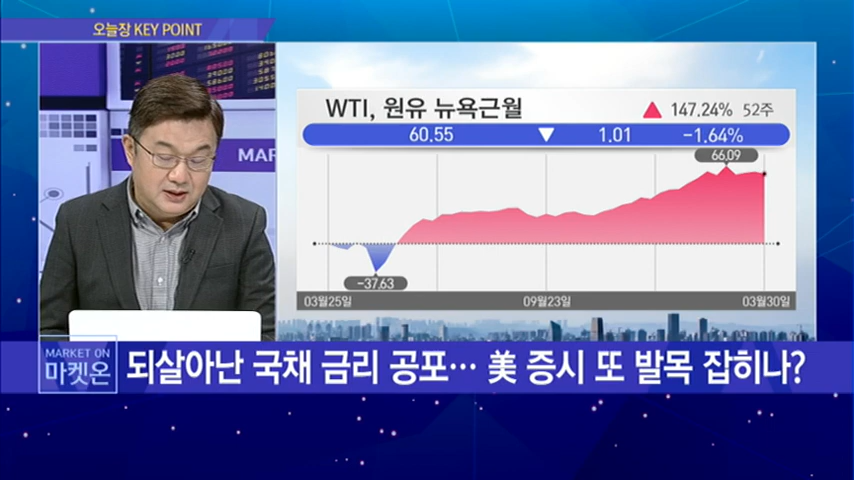 오늘장 KEY POINT
MAR
WTI, 원유 뉴욕근월
▲ 147.24% 52주
60.55 ▼ 1.01 -1.64%
66.09
-37.63
03월25일 09월23일 03월30일
MARKET ON
마켓온
되살아난 국채 금리 공포… 美 증시 또 발목 잡히나?